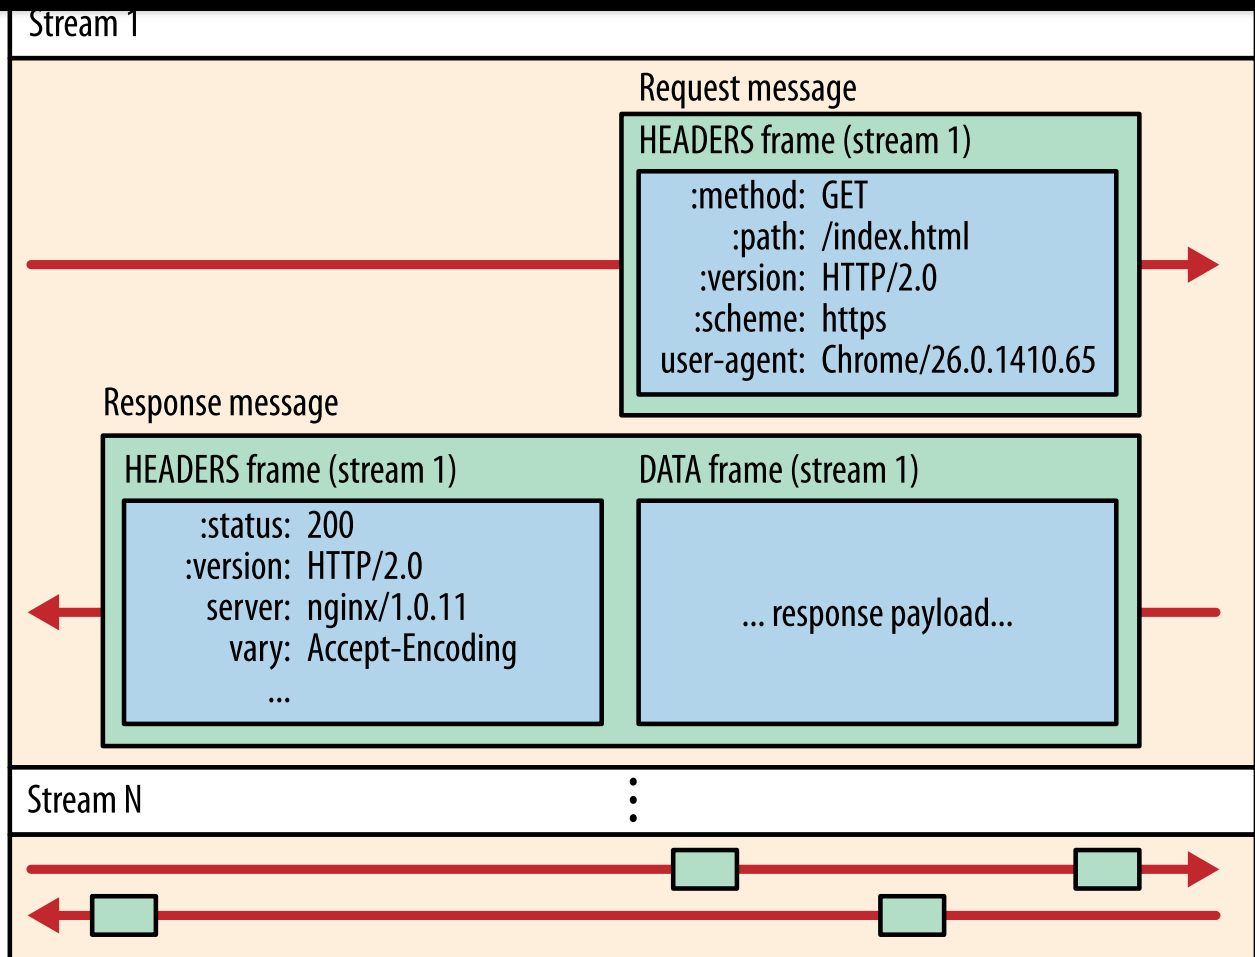 Stream 1
Request message
HEADERS frame (stream 1)
:method: GET
:path: /index.html
:version: HTTP/2.0
:scheme: https
user-agent: Chrome/26.0.1410.65
Response message
HEADERS frame (stream 1)
:status: 200
:version: HTTP/2.0
server: nginx/1.0.11
vary: Accept-Encoding
...
DATA frame (stream 1)
... response payload...
Stream N